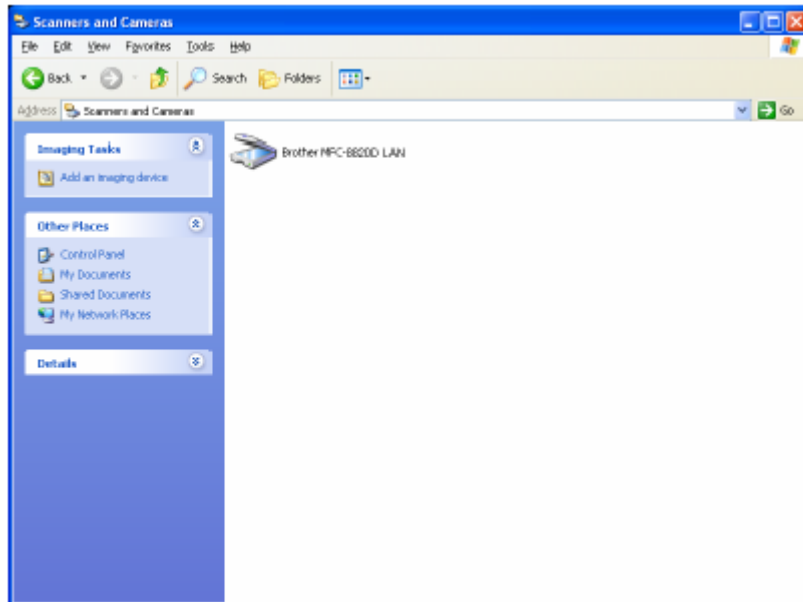 Scanners and Cameras
File Edit View Favorites Tools Help
Back Search Folders
Address Scanners and Cameras Go
Imaging Tasks
Add an imaging device
Brother MFC-8820D LAN
Other Places
Control Panel
My Documents
Shared Documents
My Network Places
Details